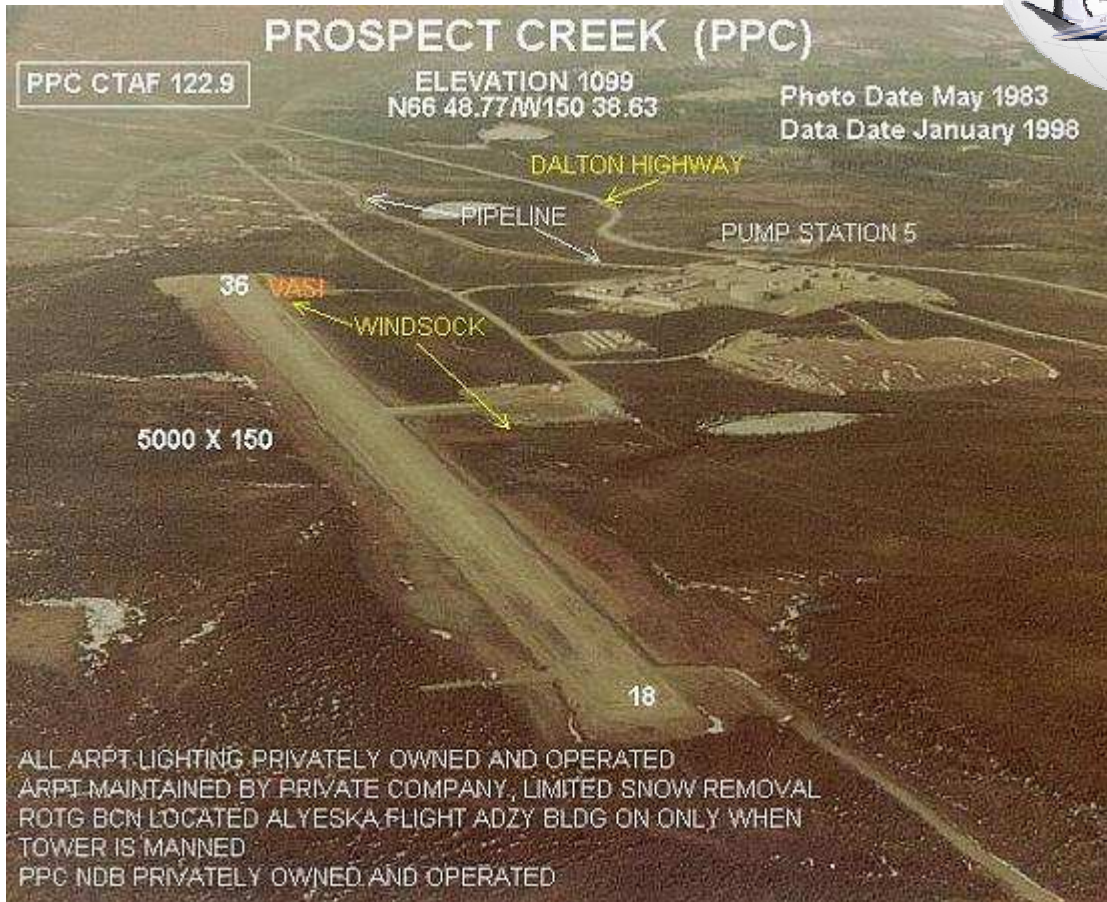 PROSPECT CREEK (PPC)
PPC CTAF 122.9
ELEVATION 1099
N66 48.77/W150 38.63
Photo Date May 1983
Data Date January 1998
DALTON HIGHWAY
PIPELINE
PUMP STATION 5
36
VASI
WINDSOCK
5000 X 150
18
ALL ARPT LIGHTING PRIVATELY OWNED AND OPERATED
ARPT MAINTAINED BY PRIVATE COMPANY, LIMITED SNOW REMOVAL
ROTG BCN LOCATED ALYESKA FLIGHT ADZY BLDG ON ONLY WHEN
TOWER IS MANNED
PPC NDB PRIVATELY OWNED AND OPERATED